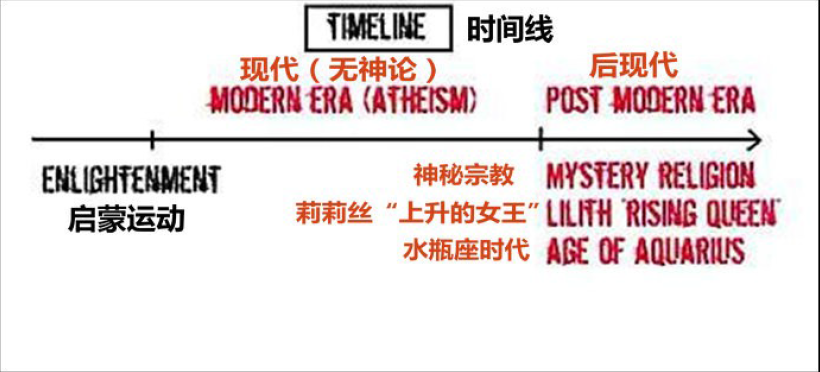 TIMELINE 时间线
现代（无神论） 后现代
MODERN ERA (ATHEISM) POST MODERN ERA
ENLIGHTENMENT 神秘宗教 MYSTERY RELIGION
启蒙运动 莉莉丝“上升的女王” LILITH "RISING QUEEN"
水瓶座时代 AGE OF AQUARIUS